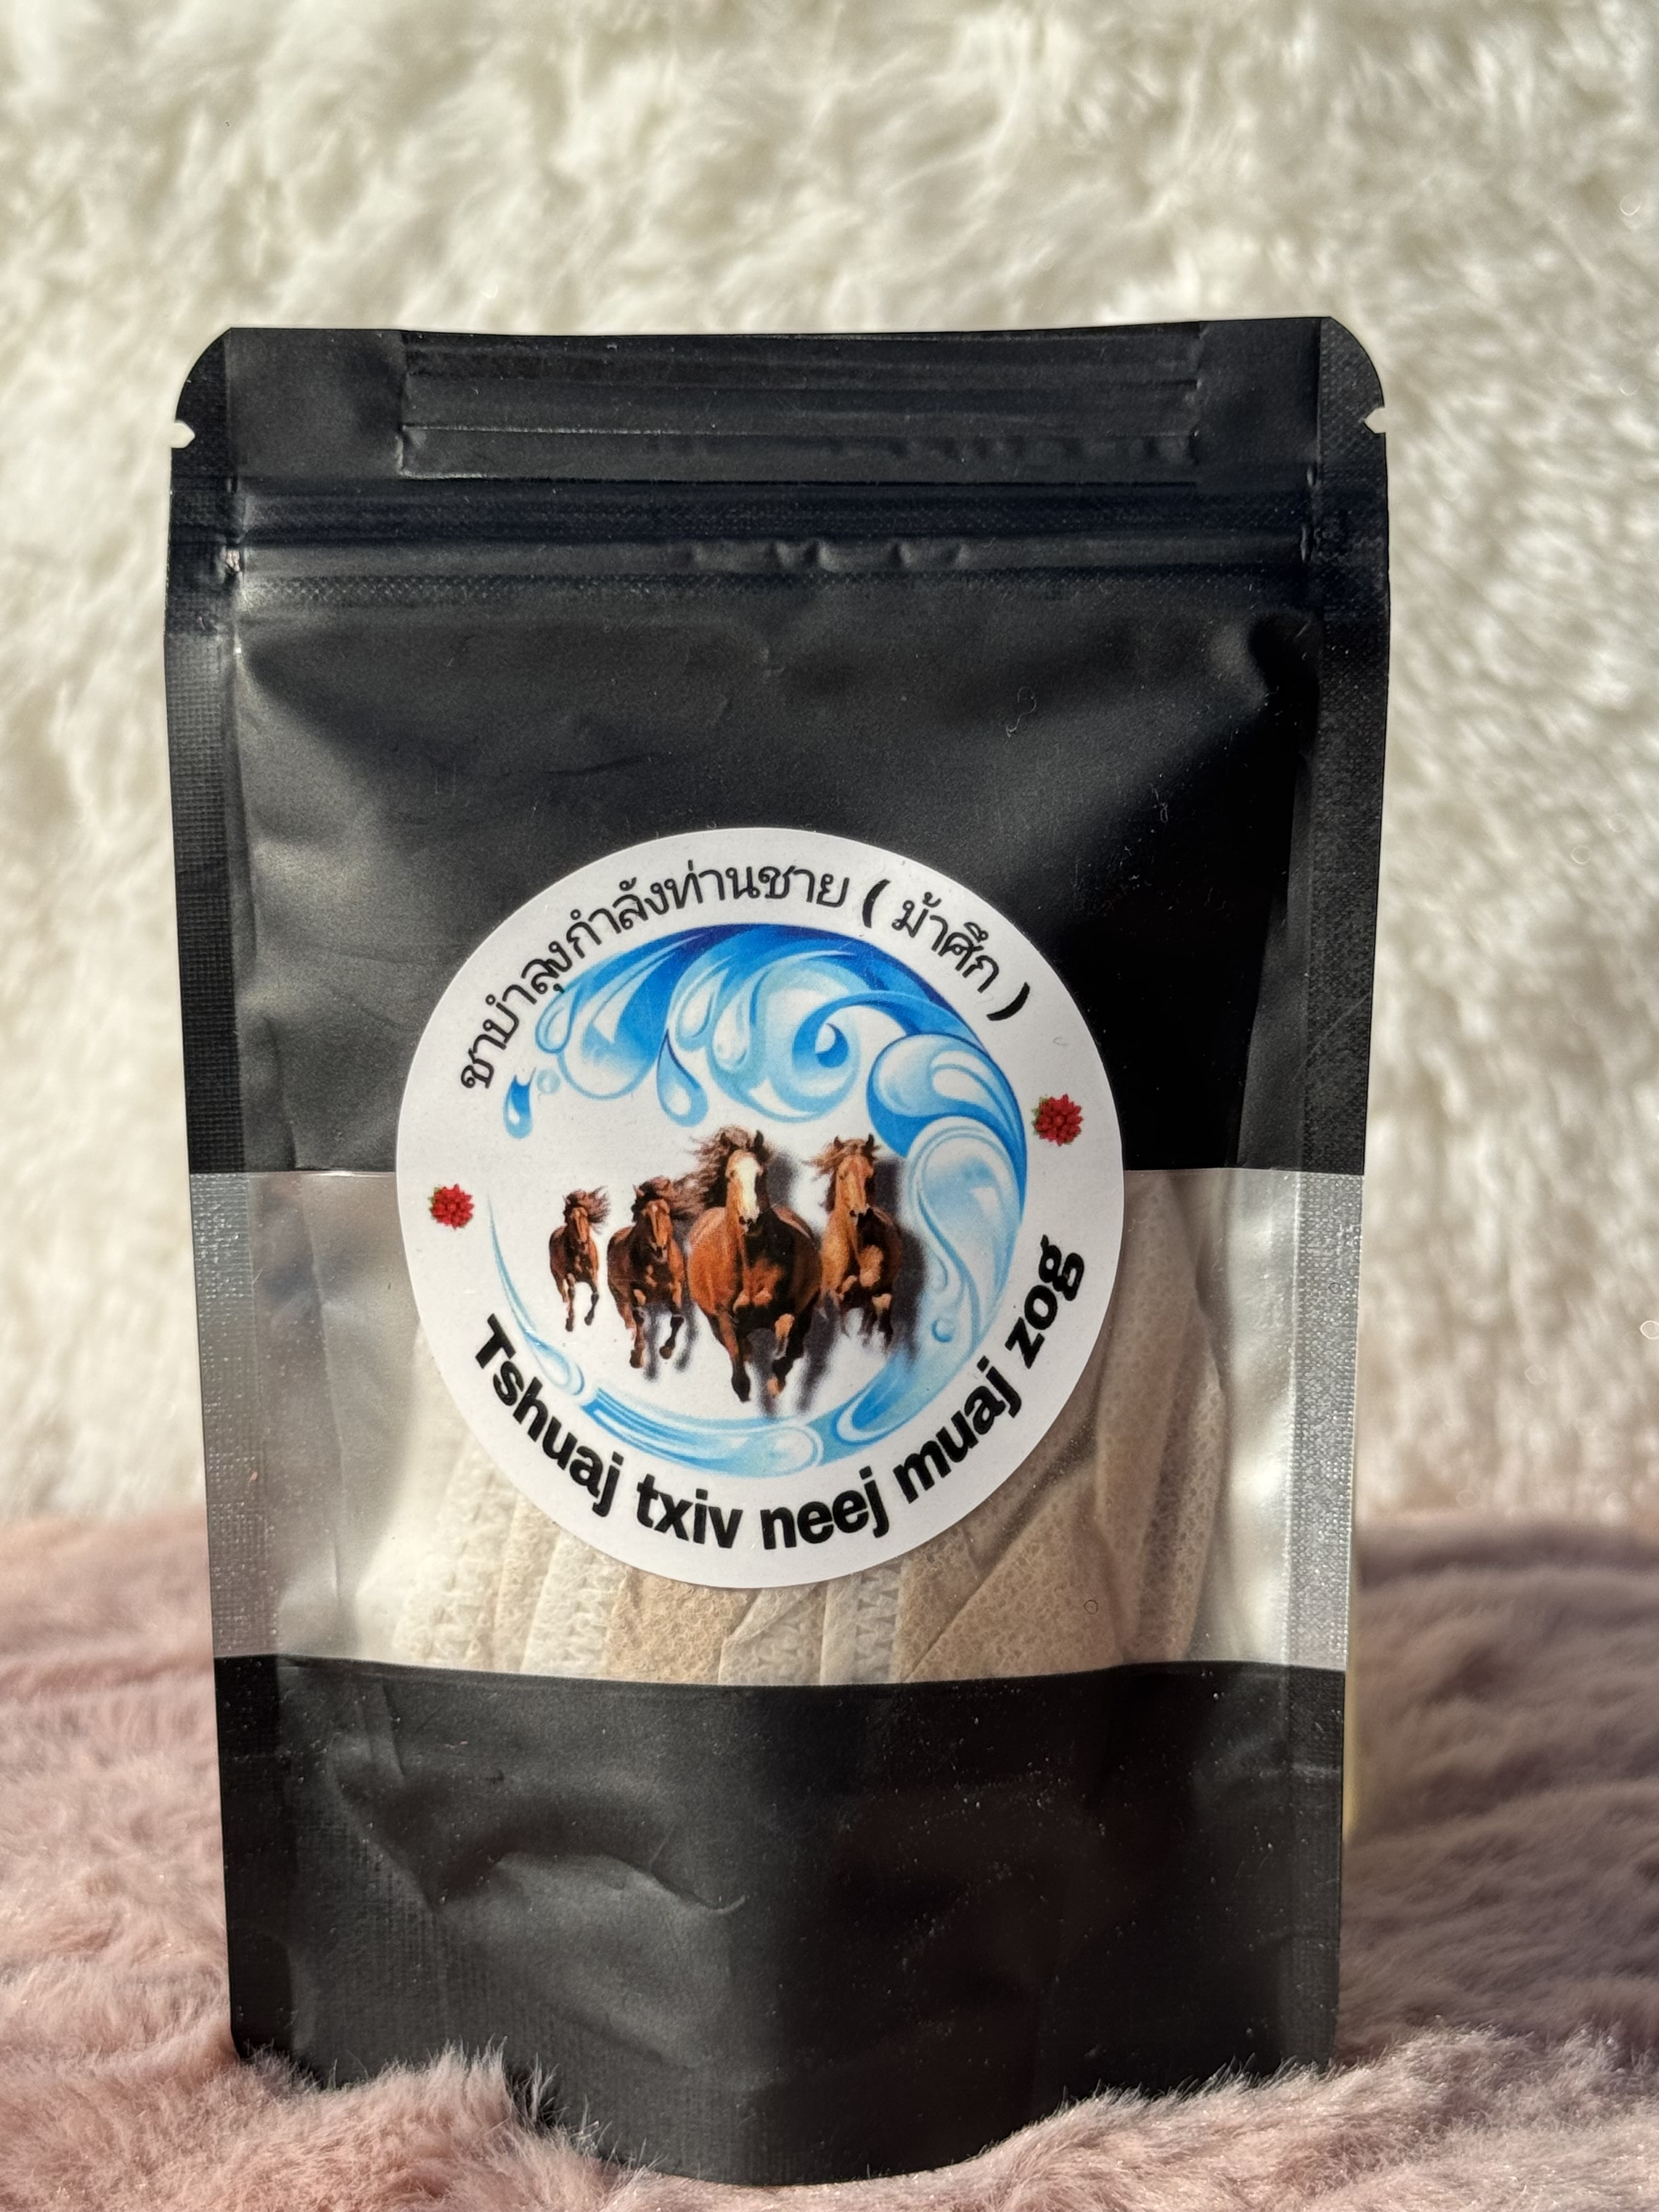 ชาบำลุงกำลังท่านชาย ( ม้าศึก )
Tshuaj txiv neej muaj zog